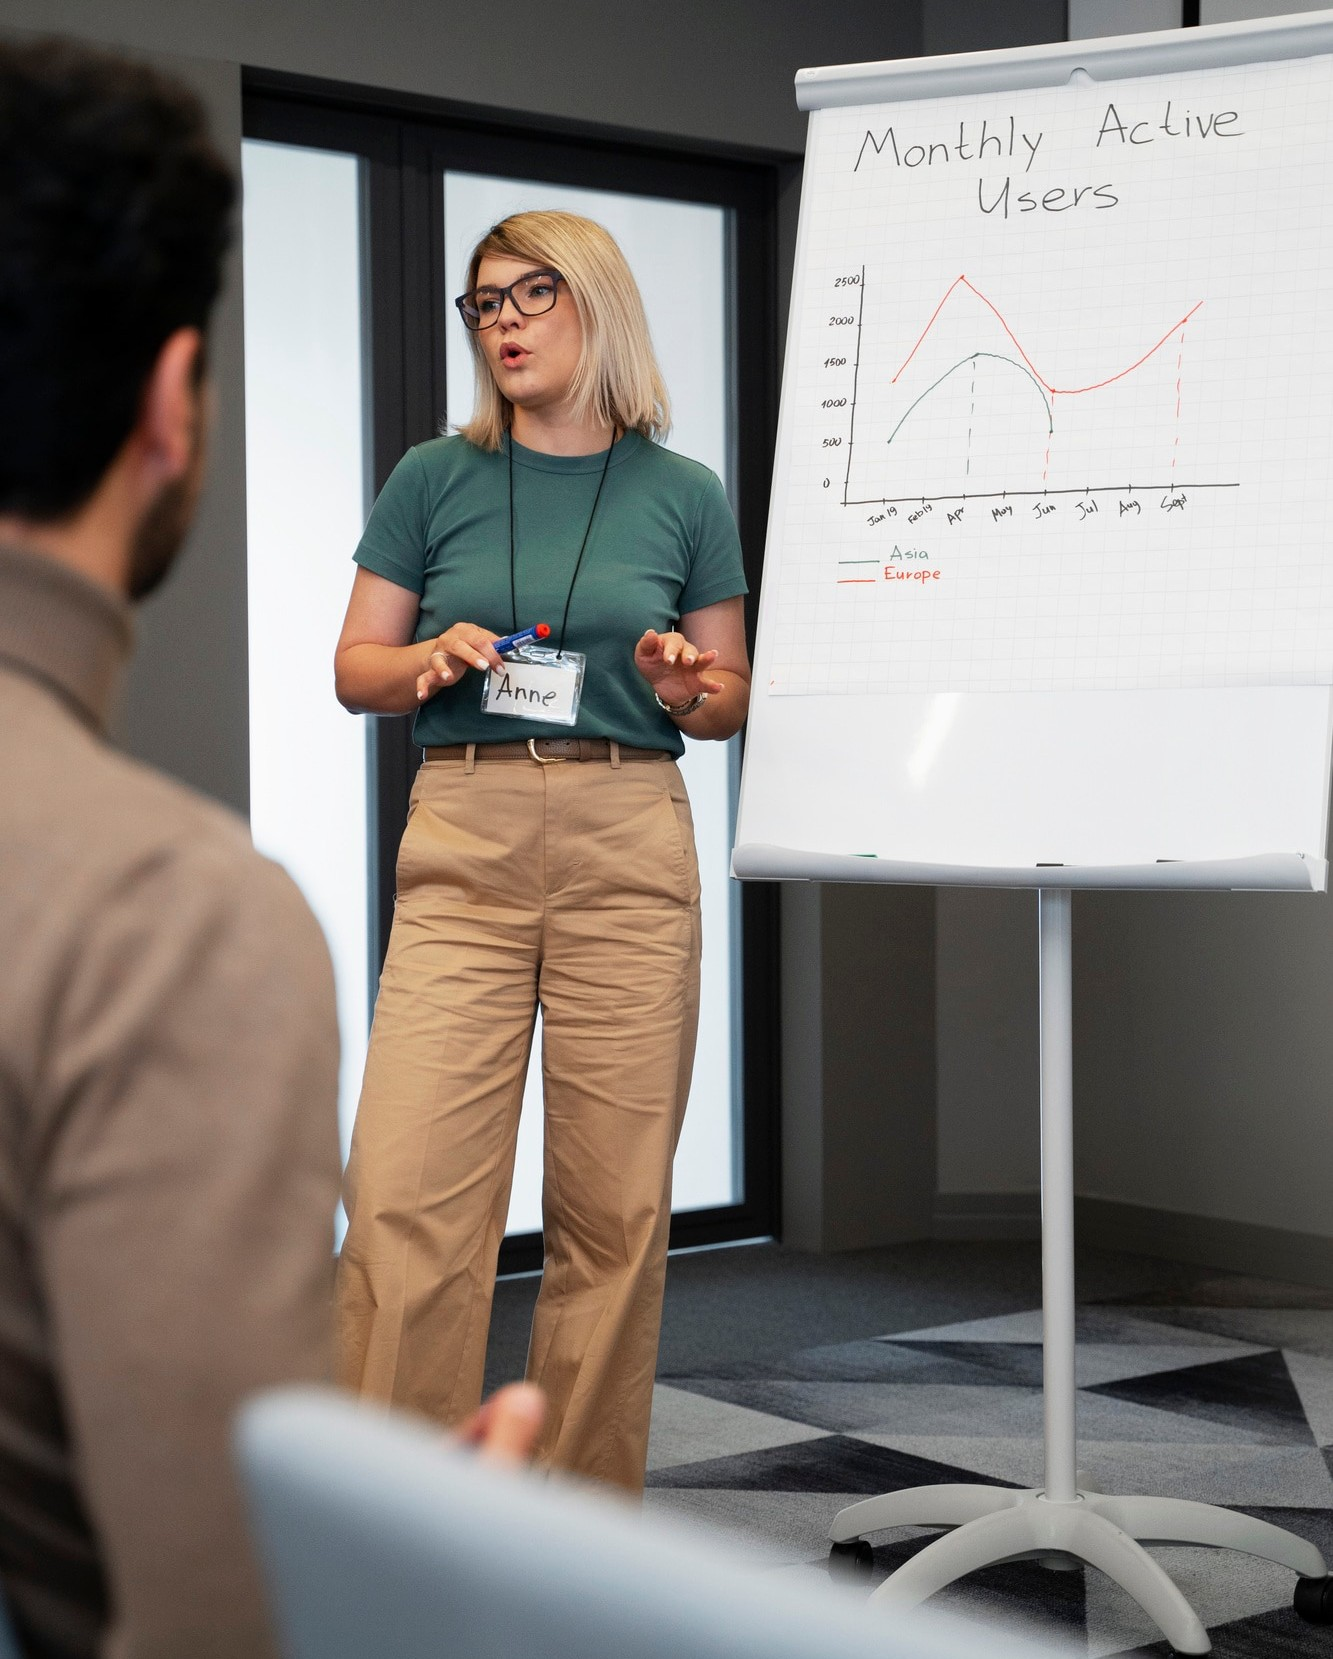 Monthly Active
Users
2500
2000
1500
1000
500
0
Jan 19 Feb 19 Apr May Jun Jul Aug Sept
Asia
Europe
Anne